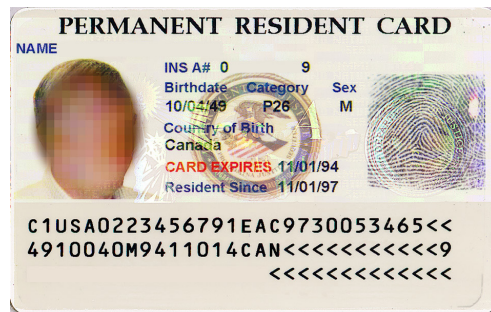 PERMANENT RESIDENT CARD
NAME
INS A# 0 9
Birthdate Category Sex
10/04/49 P26 M
Country of Birth
Canada
CARD EXPIRES 11/01/94
Resident Since 11/01/97
C1USA0223456791EAC9730053465<<
4910040M9411014CAN<<<<<<<<<<<9
<<<<<<<<<<<<<